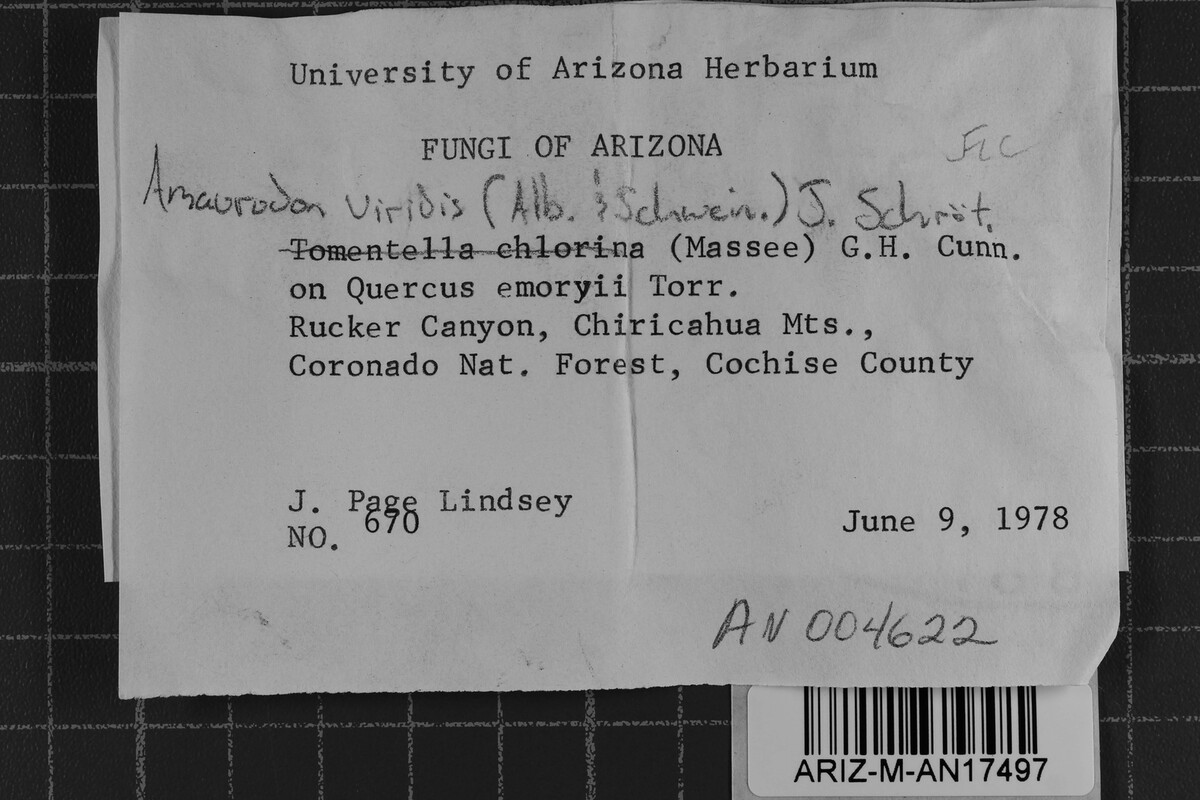 University of Arizona Herbarium
FUNGI OF ARIZONA
Amaurodon viridis (Alb. & Schwein.) J. Schröt.
Tomentella chlorina (Massee) G.H. Cunn.
on Quercus emoryii Torr.
Rucker Canyon, Chiricahua Mts.,
Coronado Nat. Forest, Cochise County
J. Page Lindsey
NO. 670
June 9, 1978
AN 004622
ARIZ-M-AN17497